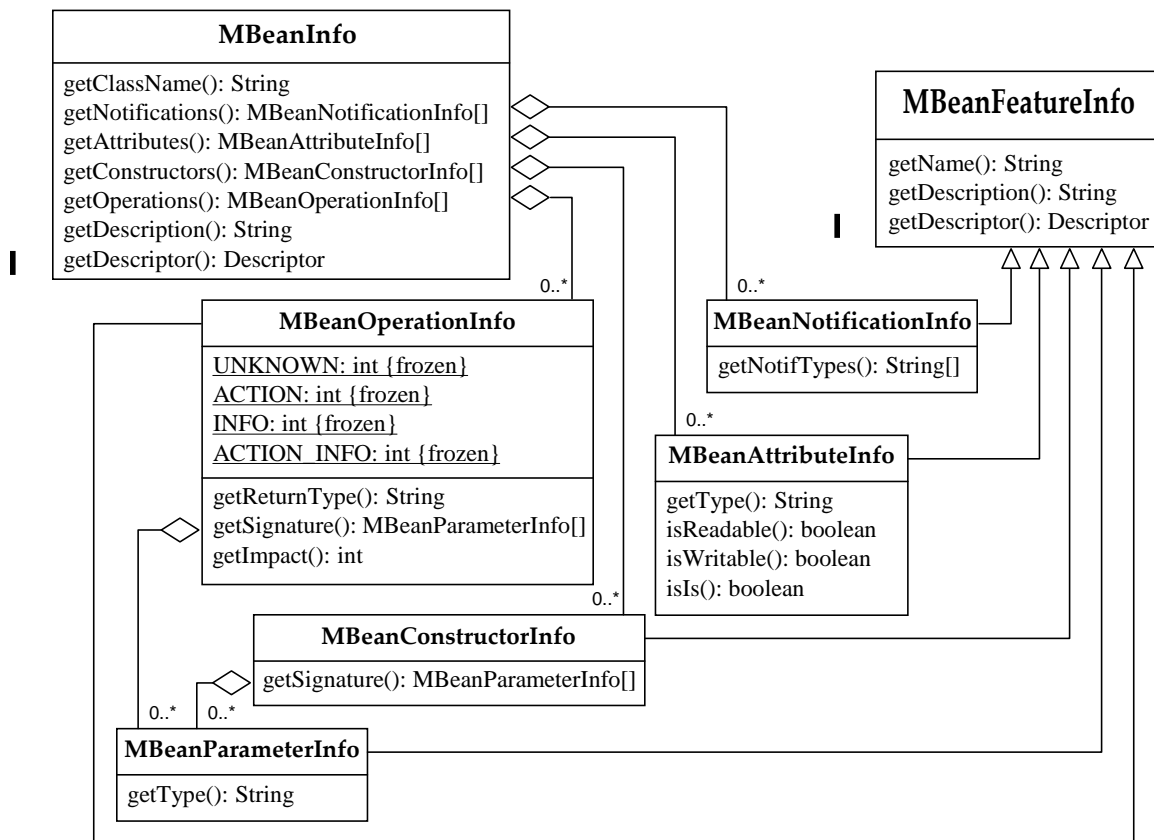 MBeanInfo
getClassName(): String
getNotifications(): MBeanNotificationInfo[]
getAttributes(): MBeanAttributeInfo[]
getConstructors(): MBeanConstructorInfo[]
getOperations(): MBeanOperationInfo[]
getDescription(): String
getDescriptor(): Descriptor
MBeanFeatureInfo
getName(): String
getDescription(): String
getDescriptor(): Descriptor
0..*
0..*
MBeanOperationInfo
UNKNOWN: int {frozen}
ACTION: int {frozen}
INFO: int {frozen}
ACTION_INFO: int {frozen}
getReturnType(): String
getSignature(): MBeanParameterInfo[]
getImpact(): int
MBeanNotificationInfo
getNotifTypes(): String[]
0..*
MBeanAttributeInfo
getType(): String
isReadable(): boolean
isWritable(): boolean
isIs(): boolean
0..*
MBeanConstructorInfo
getSignature(): MBeanParameterInfo[]
0..*
0..*
MBeanParameterInfo
getType(): String